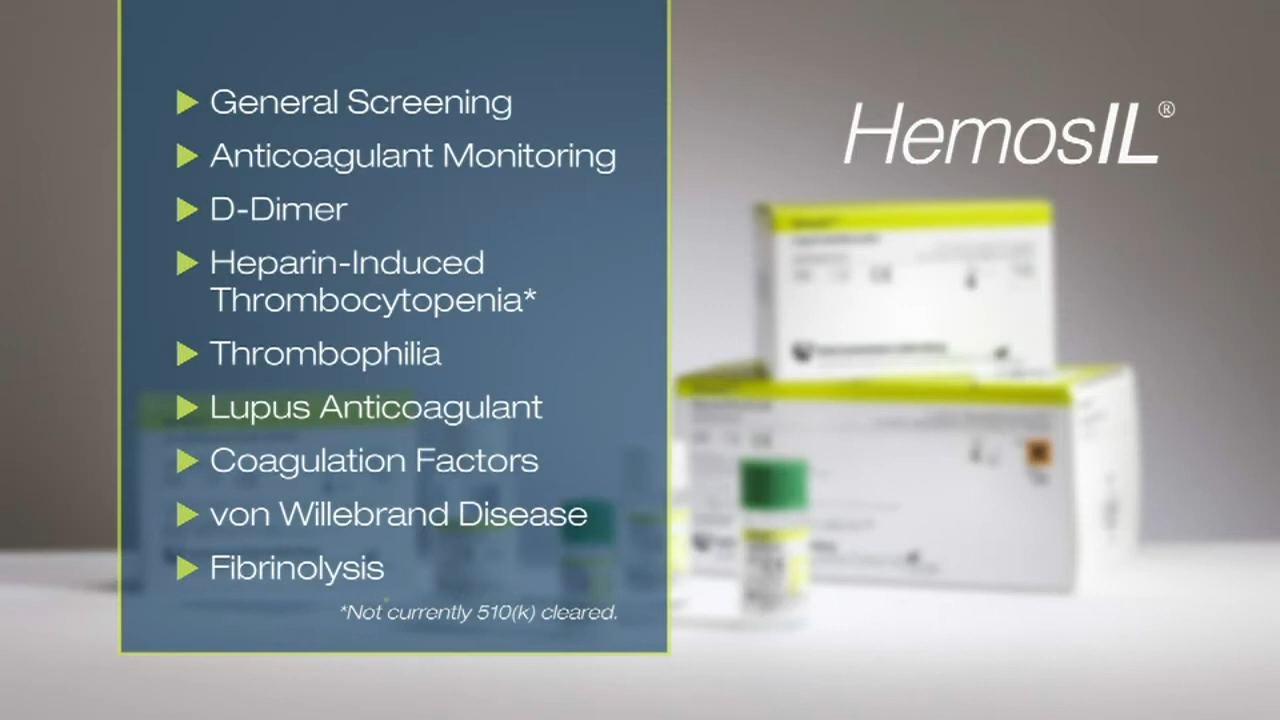 General Screening
Anticoagulant Monitoring
D-Dimer
Heparin-Induced
Thrombocytopenia*
Thrombophilia
Lupus Anticoagulant
Coagulation Factors
von Willebrand Disease
Fibrinolysis
*Not currently 510(k) cleared.
HemosIL®